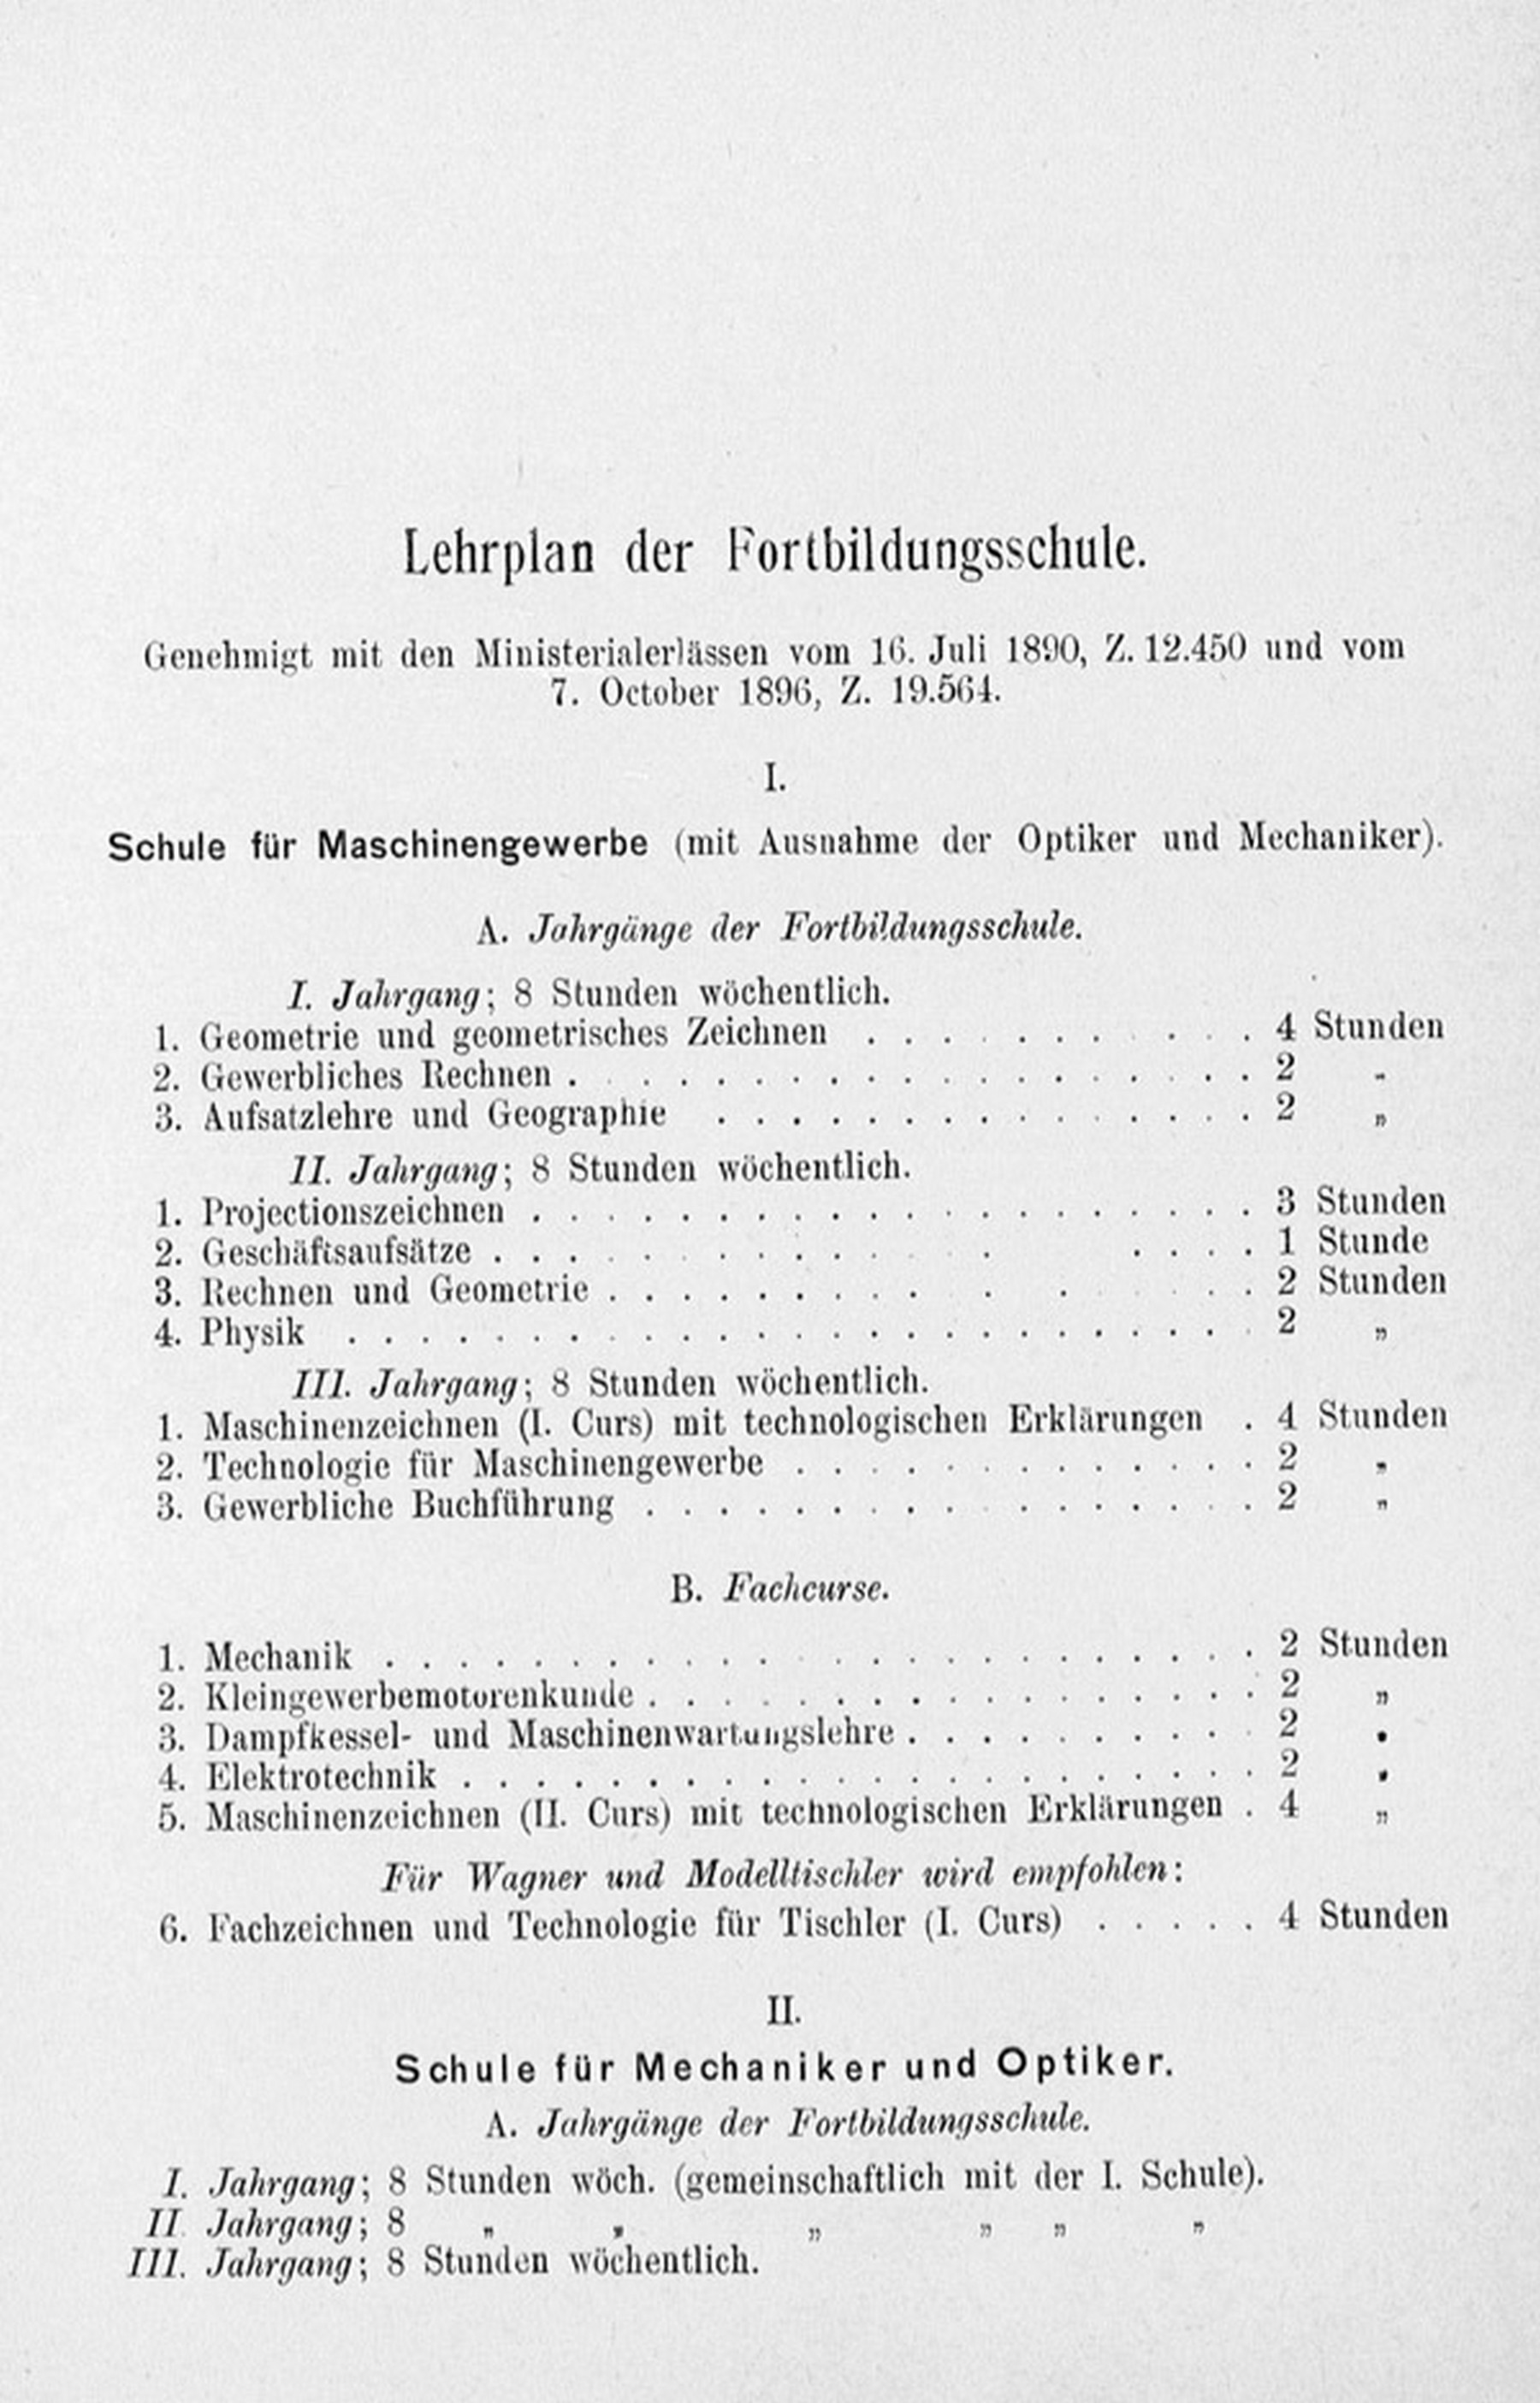 Lehrplan der Fortbildungsschule.
Genehmigt mit den Ministerialerlässen vom 16. Juli 1890, Z. 12.450 und vom
7. October 1896, Z. 19.564.
I.
Schule für Maschinengewerbe (mit Ausnahme der Optiker und Mechaniker).
A. Jahrgänge der Fortbildungsschule.
I. Jahrgang; 8 Stunden wöchentlich.
1. Geometrie und geometrisches Zeichnen . . . . . . . . . . . 4 Stunden
2. Gewerbliches Rechnen . . . . . . . . . . . . . . . . . . . 2 „
3. Aufsatzlehre und Geographie . . . . . . . . . . . . . . . 2 „
II. Jahrgang; 8 Stunden wöchentlich.
1. Projectionszeichnen . . . . . . . . . . . . . . . . . . . . 3 Stunden
2. Geschäftsaufsätze . . . . . . . . . . . . . . . . . . 1 Stunde
3. Rechnen und Geometrie . . . . . . . . . . . . . . . 2 Stunden
4. Physik . . . . . . . . . . . . . . . . . . . . . . . . . 2 „
III. Jahrgang; 8 Stunden wöchentlich.
1. Maschinenzeichnen (I. Curs) mit technologischen Erklärungen . 4 Stunden
2. Technologie für Maschinengewerbe . . . . . . . . . . . . . 2 „
3. Gewerbliche Buchführung . . . . . . . . . . . . . . . . . 2 „
B. Fachcurse.
1. Mechanik . . . . . . . . . . . . . . . . . . . . . . . . 2 Stunden
2. Kleingewerbemotorenkunde . . . . . . . . . . . . . . . . . 2 „
3. Dampfkessel- und Maschinenwartungslehre . . . . . . . . . . 2 „
4. Elektrotechnik . . . . . . . . . . . . . . . . . . . . . . 2 „
5. Maschinenzeichnen (II. Curs) mit technologischen Erklärungen . 4 „
Für Wagner und Modelltischler wird empfohlen:
6. Fachzeichnen und Technologie für Tischler (I. Curs) . . . . . 4 Stunden
II.
Schule für Mechaniker und Optiker.
A. Jahrgänge der Fortbildungsschule.
I. Jahrgang; 8 Stunden wöch. (gemeinschaftlich mit der I. Schule).
II. Jahrgang; 8 „ „ „ „ „ „
III. Jahrgang; 8 Stunden wöchentlich.